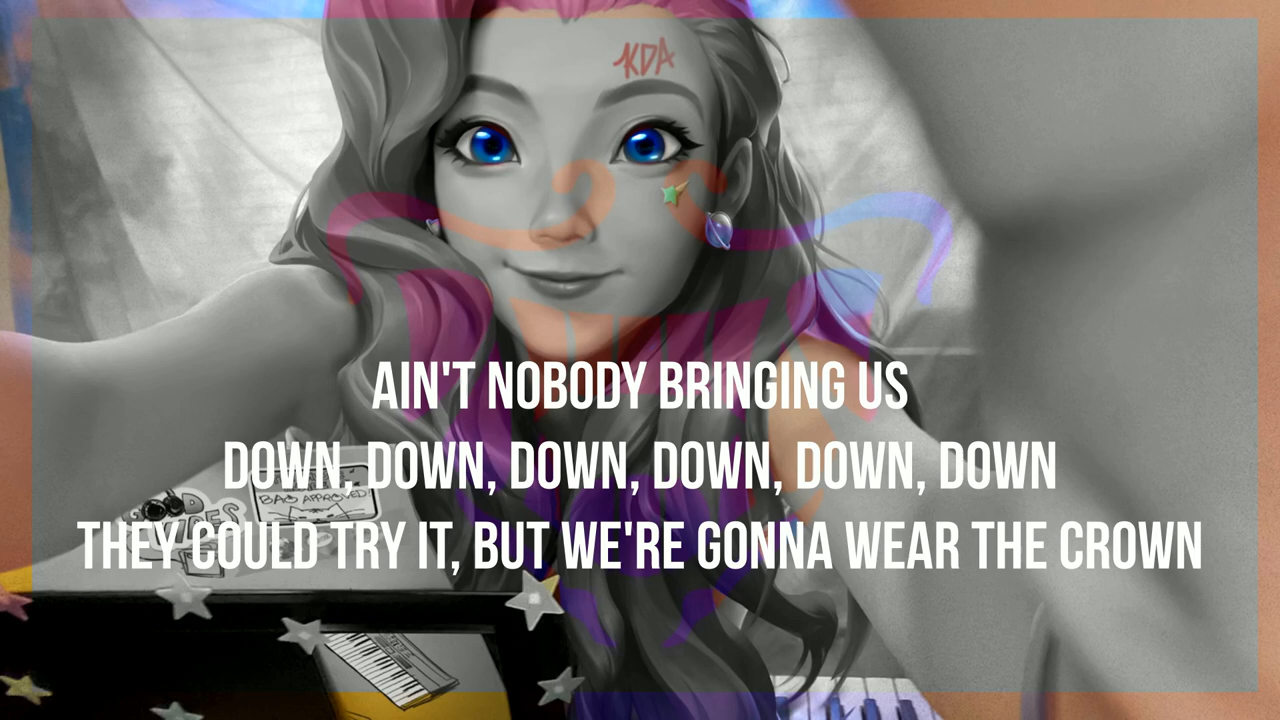 KDA
AIN'T NOBODY BRINGING US
DOWN, DOWN, DOWN, DOWN, DOWN, DOWN
BAO APPROVED!
THEY COULD TRY IT, BUT WE'RE GONNA WEAR THE CROWN